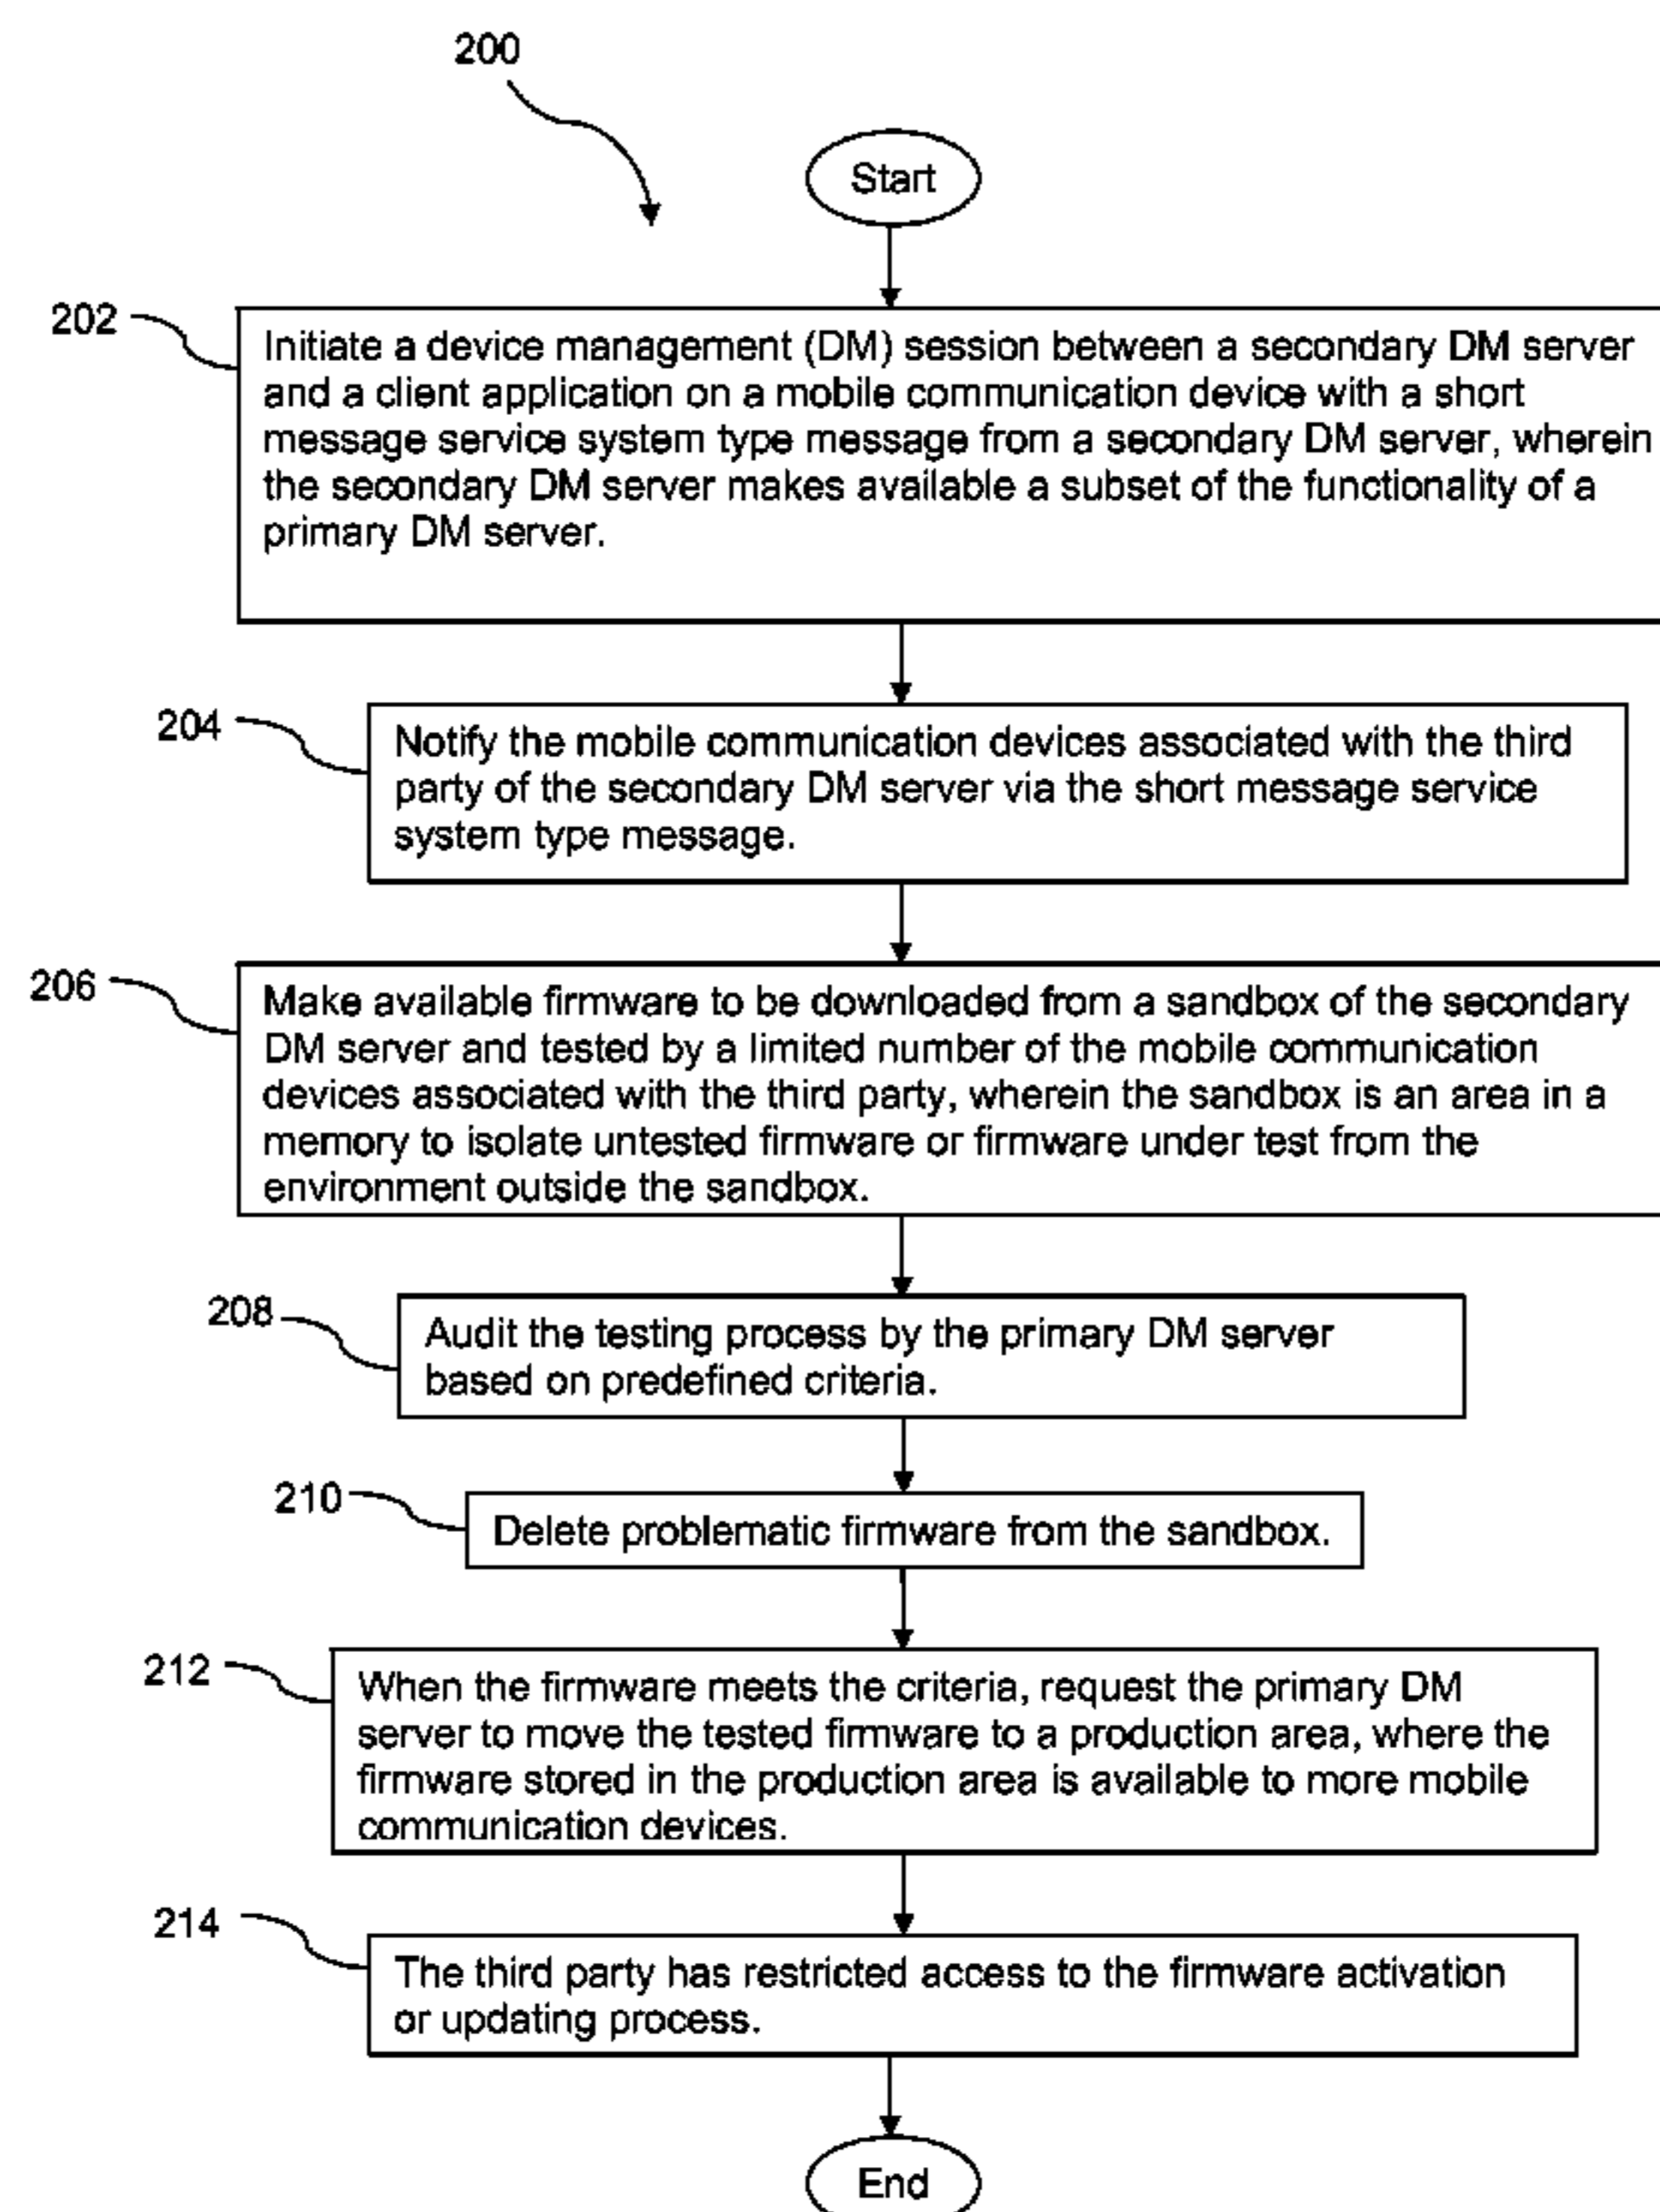 200
Start
202
Initiate a device management (DM) session between a secondary DM server
and a client application on a mobile communication device with a short
message service system type message from a secondary DM server, wherein
the secondary DM server makes available a subset of the functionality of a
primary DM server.
204
Notify the mobile communication devices associated with the third
party of the secondary DM server via the short message service
system type message.
206
Make available firmware to be downloaded from a sandbox of the secondary
DM server and tested by a limited number of the mobile communication
devices associated with the third party, wherein the sandbox is an area in a
memory to isolate untested firmware or firmware under test from the
environment outside the sandbox.
208
Audit the testing process by the primary DM server
based on predefined criteria.
210
Delete problematic firmware from the sandbox.
212
When the firmware meets the criteria, request the primary DM
server to move the tested firmware to a production area, where the
firmware stored in the production area is available to more mobile
communication devices.
214
The third party has restricted access to the firmware activation
or updating process.
End